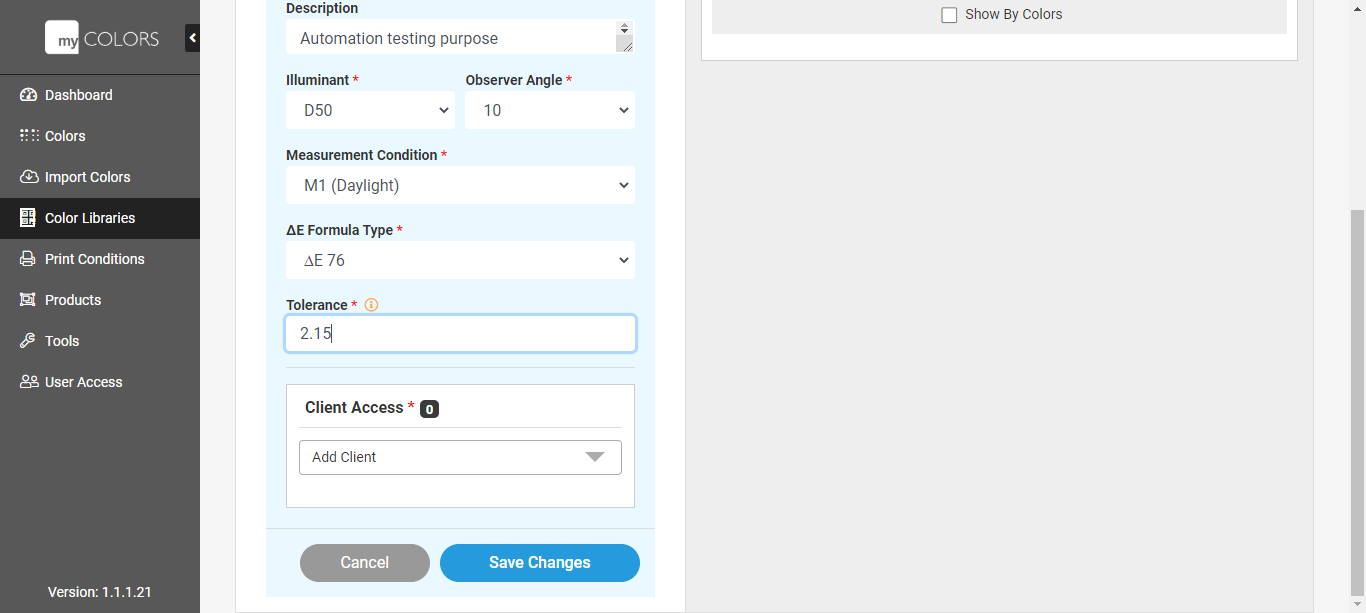 my COLORS
Dashboard
Colors
Import Colors
Color Libraries
Print Conditions
Products
Tools
User Access
Version: 1.1.1.21
Description
Automation testing purpose
Illuminant *
Observer Angle *
D50
10
Measurement Condition *
M1 (Daylight)
ΔE Formula Type *
ΔE 76
Tolerance *
2.15
Client Access * 0
Add Client
Cancel
Save Changes
Show By Colors